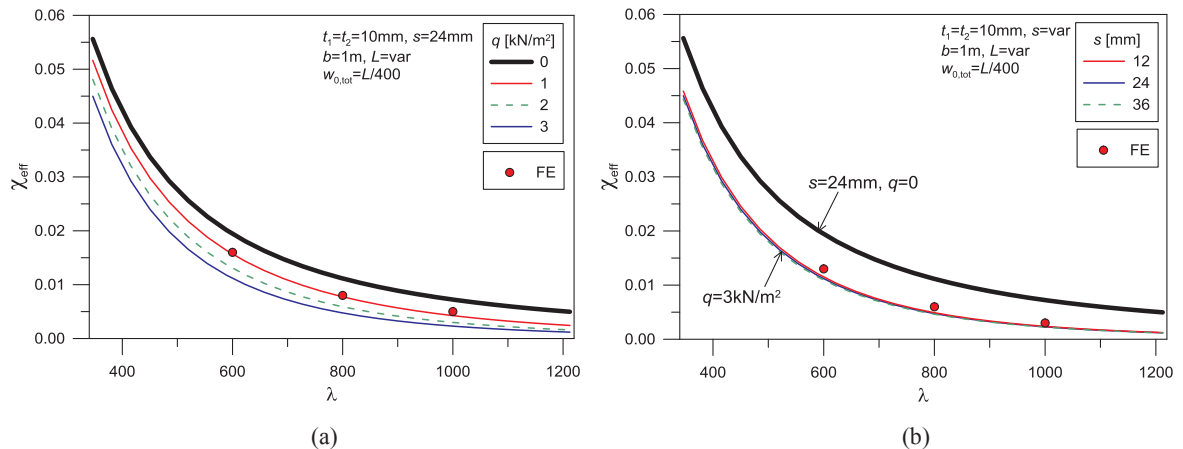 t₁=t₂=10mm, s=24mm
b=1m, L=var
w₀,tot=L/400
q [kN/m²]
0
1
2
3
FE
0.06
0.05
0.04
0.03
0.02
0.01
0.00
χeff
400 600 800 1000 1200
λ
(a)
t₁=t₂=10mm, s=var
b=1m, L=var
w₀,tot=L/400
s [mm]
12
24
36
FE
s=24mm, q=0
q=3kN/m²
0.06
0.05
0.04
0.03
0.02
0.01
0.00
χeff
400 600 800 1000 1200
λ
(b)